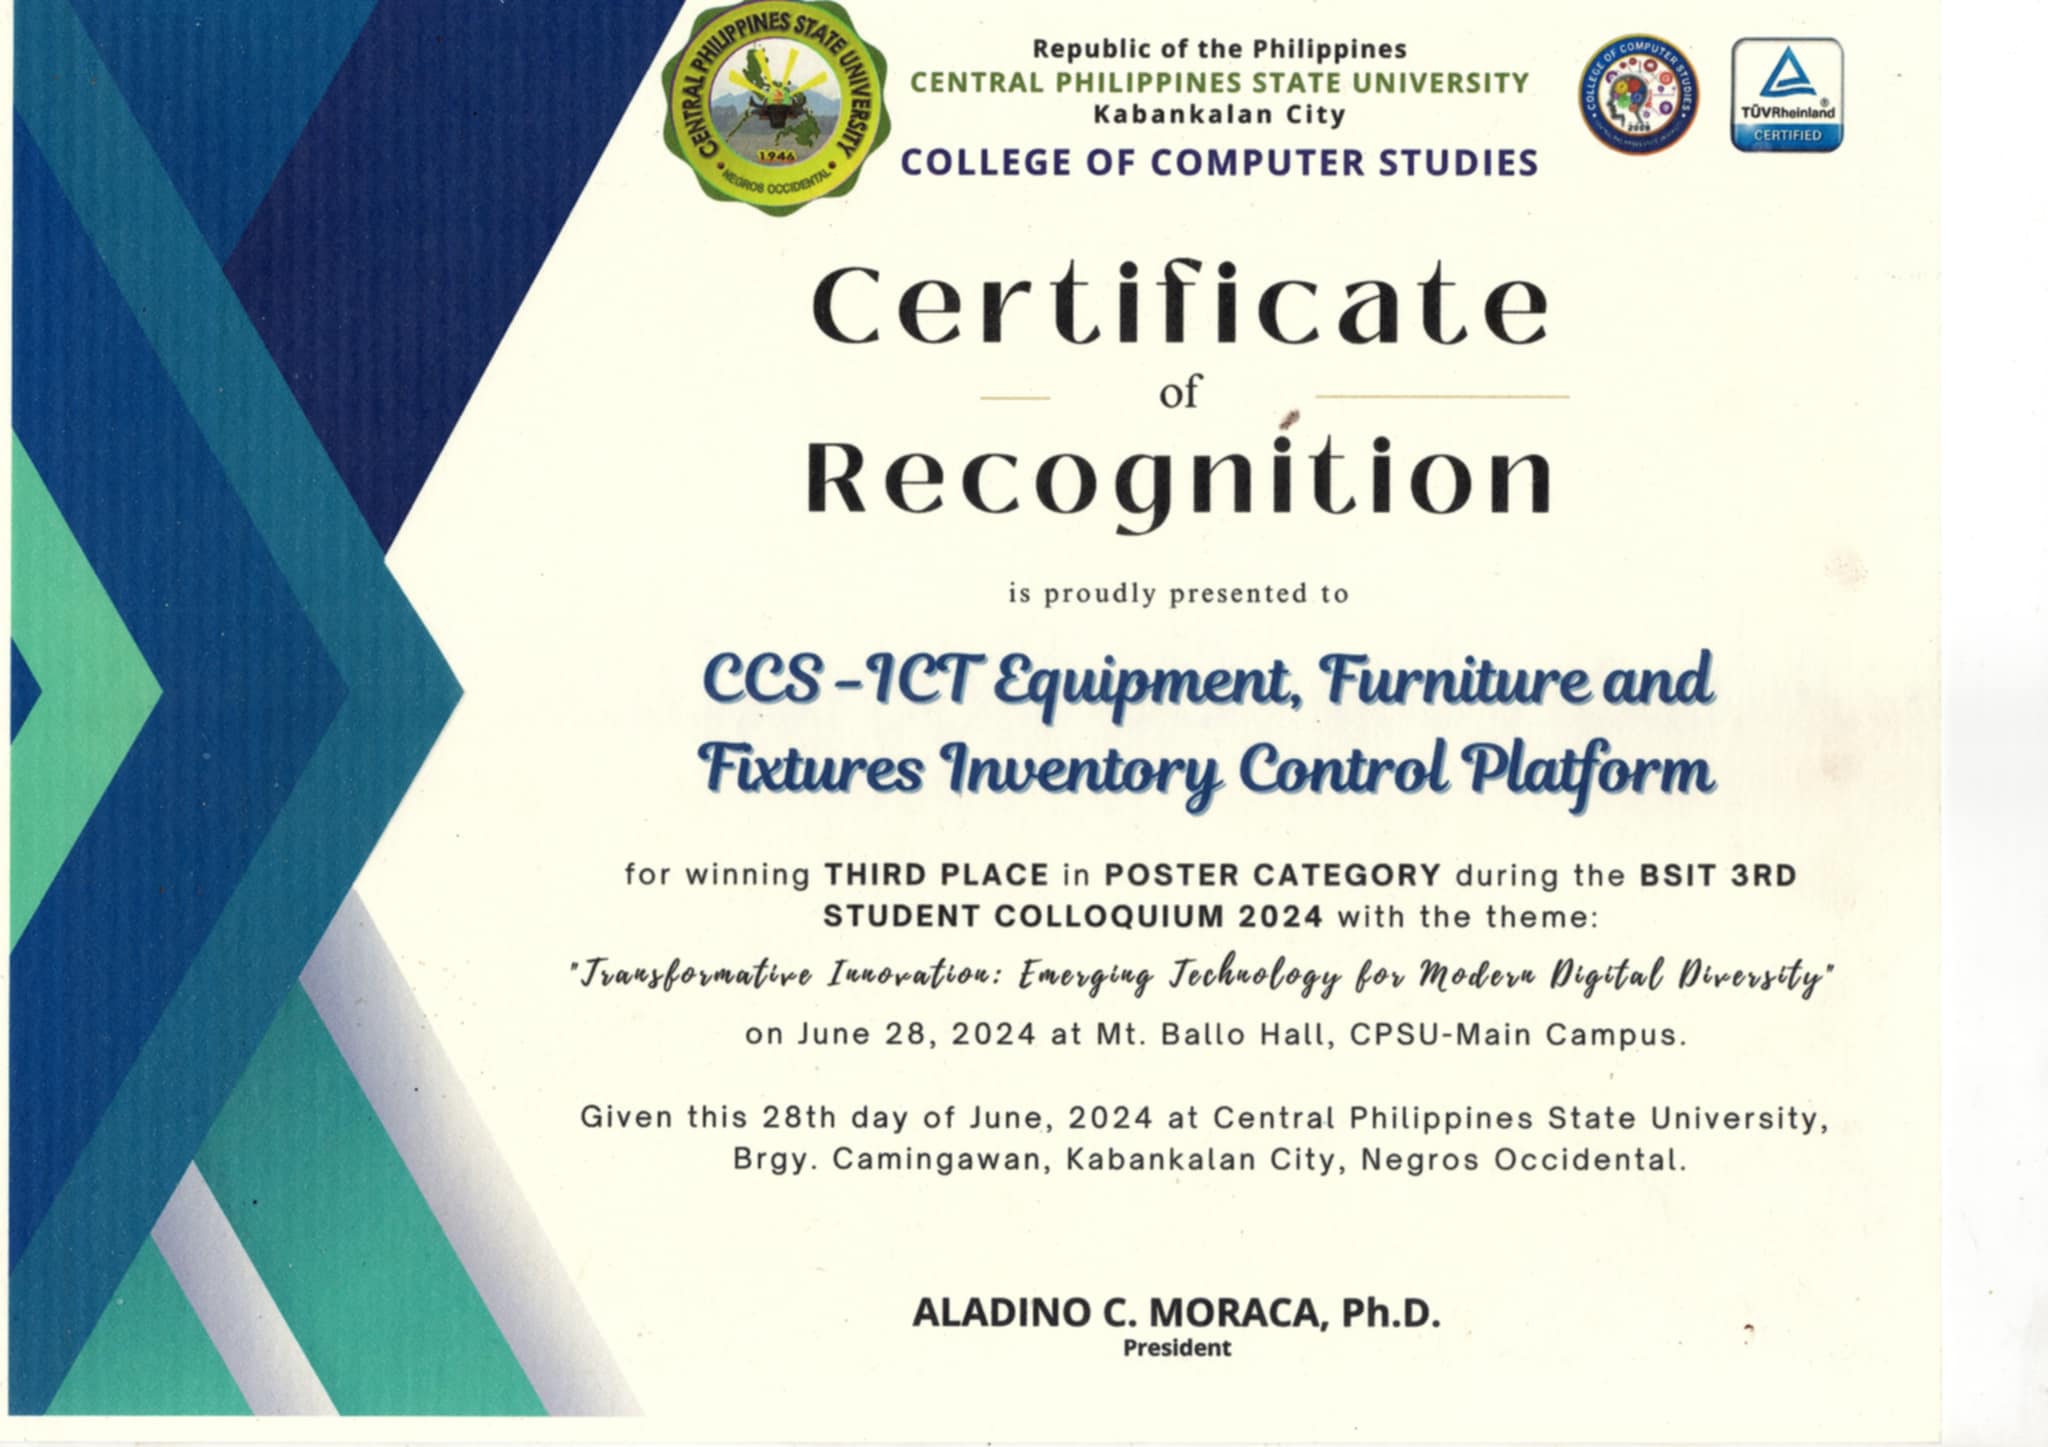 CENTRAL PHILIPPINES STATE UNIVERSITY
1946
NEGROS OCCIDENTAL
Republic of the Philippines
CENTRAL PHILIPPINES STATE UNIVERSITY
Kabankalan City
COLLEGE OF COMPUTER STUDIES
COLLEGE OF COMPUTER STUDIES
TÜVRheinland®
CERTIFIED
Certificate
of
Recognition
is proudly presented to
CCS -ICT Equipment, Furniture and
Fixtures Inventory Control Platform
for winning THIRD PLACE in POSTER CATEGORY during the BSIT 3RD
STUDENT COLLOQUIUM 2024 with the theme:
"Transformative Innovation: Emerging Technology for Modern Digital Diversity"
on June 28, 2024 at Mt. Ballo Hall, CPSU-Main Campus.
Given this 28th day of June, 2024 at Central Philippines State University,
Brgy. Camingawan, Kabankalan City, Negros Occidental.
ALADINO C. MORACA, Ph.D.
President